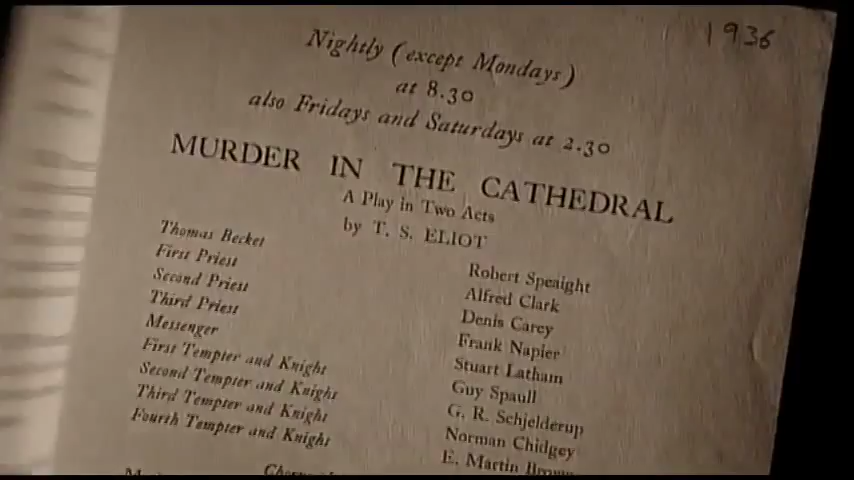 1936
Nightly (except Mondays)
at 8.30
also Fridays and Saturdays at 2.30
MURDER IN THE CATHEDRAL
A Play in Two Acts
by T. S. ELIOT
Thomas Becket Robert Speaight
First Priest Alfred Clark
Second Priest Denis Carey
Third Priest Frank Napier
Messenger Stuart Latham
First Tempter and Knight Guy Spaull
Second Tempter and Knight G. R. Schjelderup
Third Tempter and Knight Norman Chidgey
Fourth Tempter and Knight E. Martin